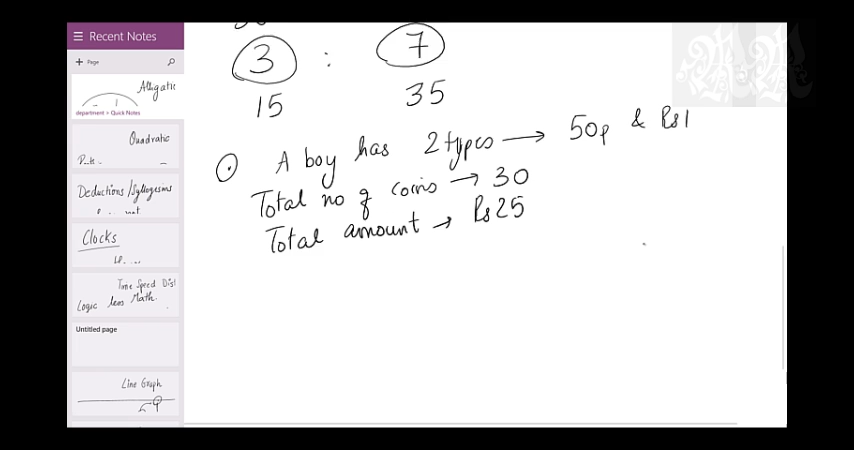 Recent Notes
+ Page
Alligatio
department > Quick Notes
Quadratic
Deductions/Syllogisms
Clocks
Time Speed Dist
Logic less Math.
Untitled page
Line Graph
3 : 7
15 35
A boy has 2 types → 50p & Rs1
Total no of coins → 30
Total amount → Rs25